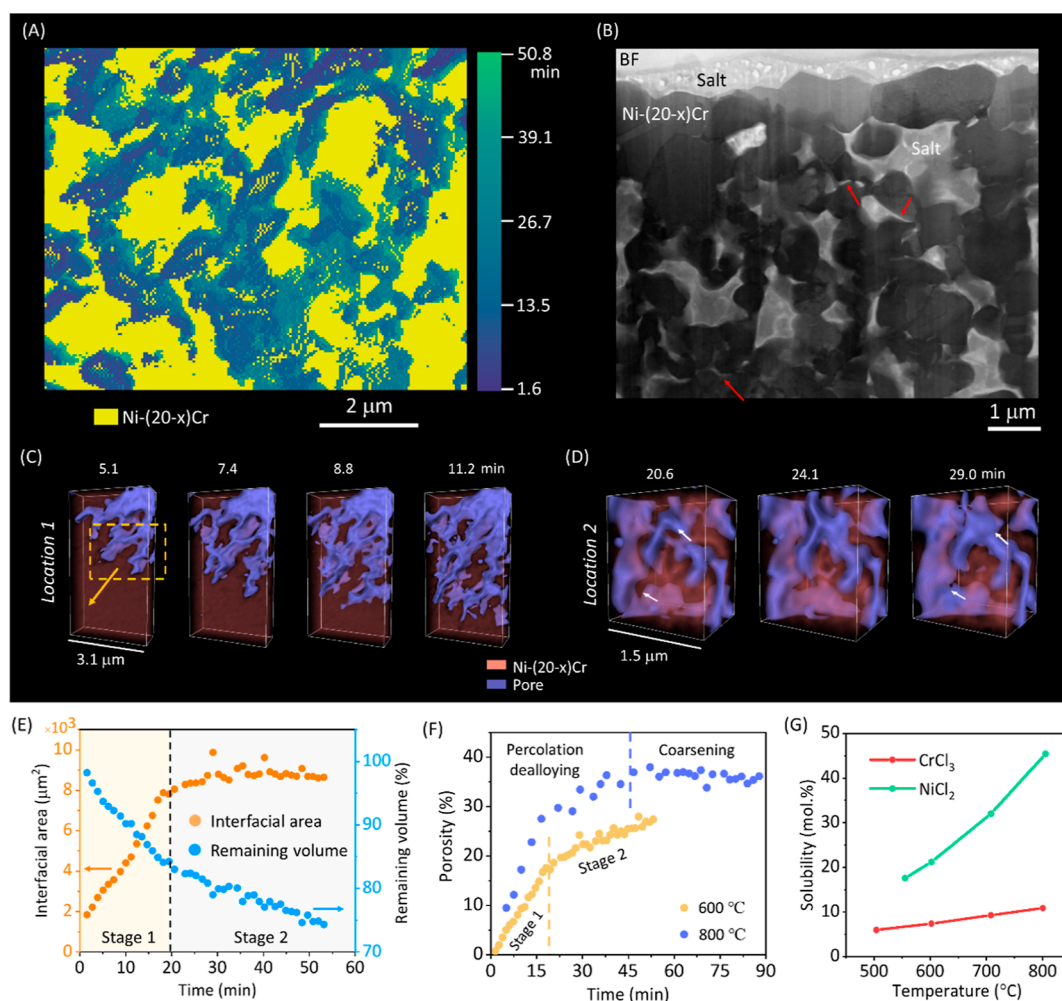 (A)
50.8
min
39.1
26.7
13.5
1.6
Ni-(20-x)Cr
2 μm
(B)
BF
Salt
Ni-(20-x)Cr
Salt
1 μm
(C)
5.1
7.4
8.8
11.2 min
Location 1
3.1 μm
(D)
20.6
24.1
29.0 min
Location 2
1.5 μm
Ni-(20-x)Cr
Pore
(E)
×10³
10
8
6
4
2
0
Interfacial area (μm²)
100
95
90
85
80
75
70
Remaining volume (%)
Interfacial area
Remaining volume
Stage 1
Stage 2
0
10
20
30
40
50
60
Time (min)
(F)
40
30
20
10
0
Porosity (%)
Percolation
dealloying
Coarsening
Stage 1
Stage 2
600 °C
800 °C
0
15
30
45
60
75
90
Time (min)
(G)
50
40
30
20
10
0
Solubility (mol.%)
CrCl₃
NiCl₂
500
600
700
800
Temperature (°C)